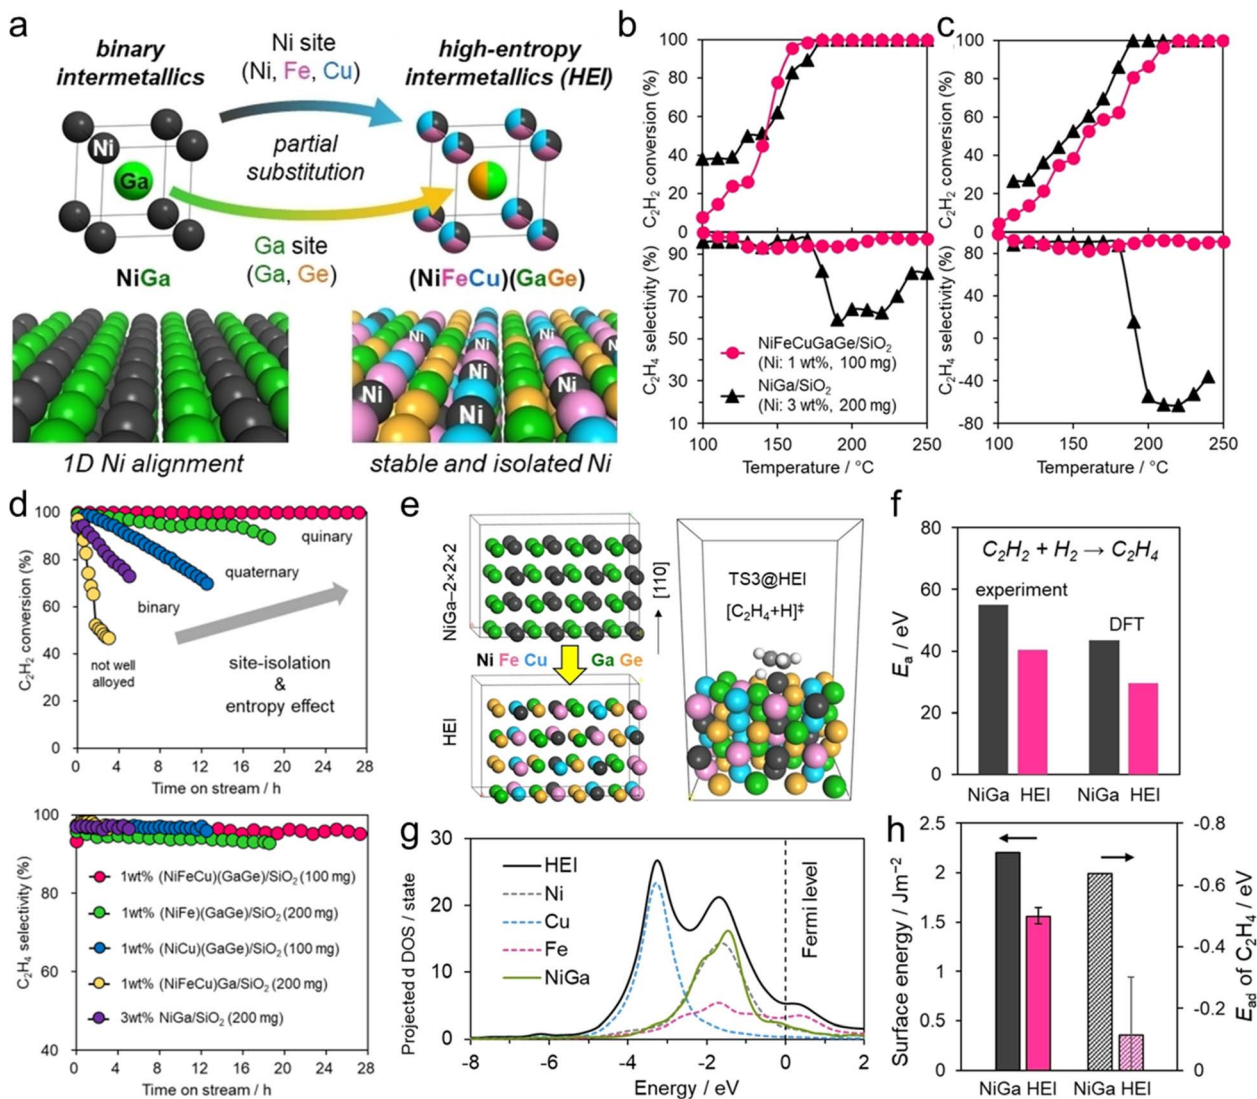 a
binary
intermetallics
Ni site
(Ni, Fe, Cu)
high-entropy
intermetallics (HEI)
Ni
Ga
partial
substitution
Ga site
(Ga, Ge)
NiGa
(NiFeCu)(GaGe)
Ni
Ni
Ni
Ni
Ni
Ni
1D Ni alignment
stable and isolated Ni
b
C₂H₂ conversion (%)
100
80
60
40
20
0
C₂H₄ selectivity (%)
90
70
50
30
10
NiFeCuGaGe/SiO₂
(Ni: 1 wt%, 100 mg)
NiGa/SiO₂
(Ni: 3 wt%, 200 mg)
100 150 200 250
Temperature / °C
c
C₂H₂ conversion (%)
100
80
60
40
20
0
C₂H₄ selectivity (%)
80
40
0
-40
-80
100 150 200 250
Temperature / °C
d
C₂H₂ conversion (%)
100
80
60
40
20
0
quinary
quaternary
binary
not well
alloyed
site-isolation
&
entropy effect
0 4 8 12 16 20 24 28
Time on stream / h
C₂H₄ selectivity (%)
100
80
60
40
1wt% (NiFeCu)(GaGe)/SiO₂ (100 mg)
1wt% (NiFe)(GaGe)/SiO₂ (200 mg)
1wt% (NiCu)(GaGe)/SiO₂ (100 mg)
1wt% (NiFeCu)Ga/SiO₂ (200 mg)
3wt% NiGa/SiO₂ (200 mg)
0 4 8 12 16 20 24 28
Time on stream / h
e
NiGa–2×2×2
[110]
Ni Fe Cu Ga Ge
HEI
TS3@HEI
[C₂H₄+H]‡
f
Eₐ / eV
80
60
40
20
0
C₂H₂ + H₂ → C₂H₄
experiment
DFT
NiGa HEI NiGa HEI
g
Projected d DOS / state
30
20
10
0
HEI
Ni
Cu
Fe
NiGa
Fermi level
-8 -6 -4 -2 0 2
Energy / eV
h
Surface energy / Jm⁻²
2.5
2
1.5
1
0.5
0
-0.8
-0.6
-0.4
-0.2
0
E_ad of C₂H₄ / eV
NiGa HEI NiGa HEI